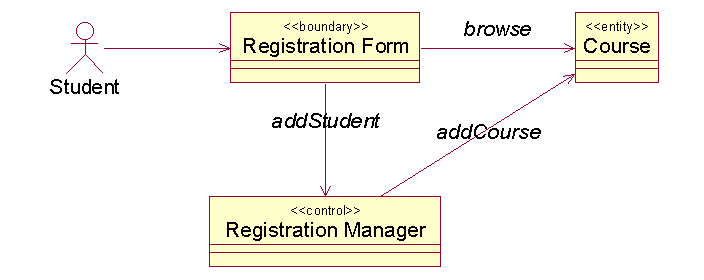 <<boundary>>
Registration Form
browse
<<entity>>
Course
Student
addStudent
addCourse
<<control>>
Registration Manager